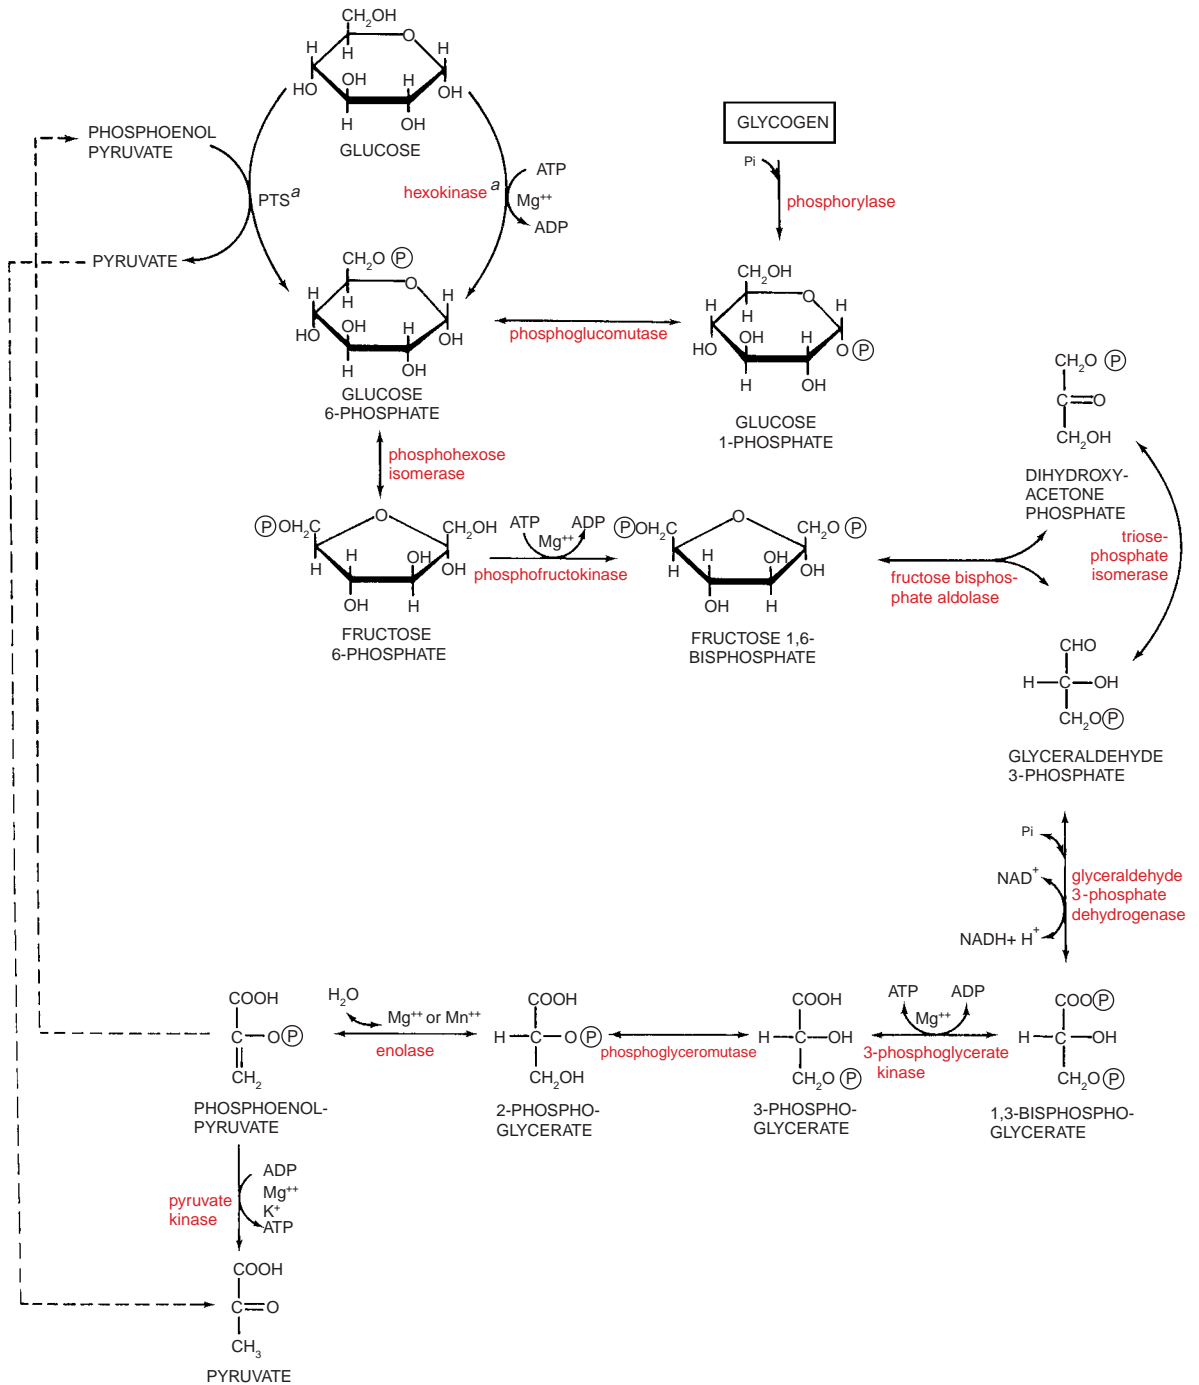 CH2OH
O
H
H
H
HO
OH
H
OH
H
OH
GLUCOSE
PHOSPHOENOL
PYRUVATE
PTSa
PYRUVATE
hexokinase a
ATP
Mg++
ADP
GLYCOGEN
Pi
phosphorylase
CH2O P
O
H
H
H
HO
OH
H
OH
H
OH
GLUCOSE
6-PHOSPHATE
phosphoglucomutase
CH2OH
O
H
H
H
HO
OH
H
O P
H
OH
GLUCOSE
1-PHOSPHATE
phosphohexose
isomerase
P OH2C
O
CH2OH
H
H
OH
OH
OH
H
FRUCTOSE
6-PHOSPHATE
ATP
ADP
Mg++
phosphofructokinase
P OH2C
O
CH2O P
H
H
OH
OH
OH
H
FRUCTOSE 1,6-
BISPHOSPHATE
fructose bisphos-
phate aldolase
CH2O P
C=O
CH2OH
DIHYDROXY-
ACETONE
PHOSPHATE
triose-
phosphate
isomerase
CHO
H—C—OH
CH2O P
GLYCERALDEHYDE
3-PHOSPHATE
Pi
NAD+
NADH+ H+
glyceraldehyde
3-phosphate
dehydrogenase
COO P
H—C—OH
CH2O P
1,3-BISPHOSPHO-
GLYCERATE
ATP
ADP
Mg++
3-phosphoglycerate
kinase
COOH
H—C—OH
CH2O P
3-PHOSPHO-
GLYCERATE
phosphoglyceromutase
COOH
H—C—O P
CH2OH
2-PHOSPHO-
GLYCERATE
H2O
Mg++ or Mn++
enolase
COOH
C—O P
CH2
PHOSPHOENOL-
PYRUVATE
pyruvate
kinase
ADP
Mg++
K+
ATP
COOH
C=O
CH3
PYRUVATE